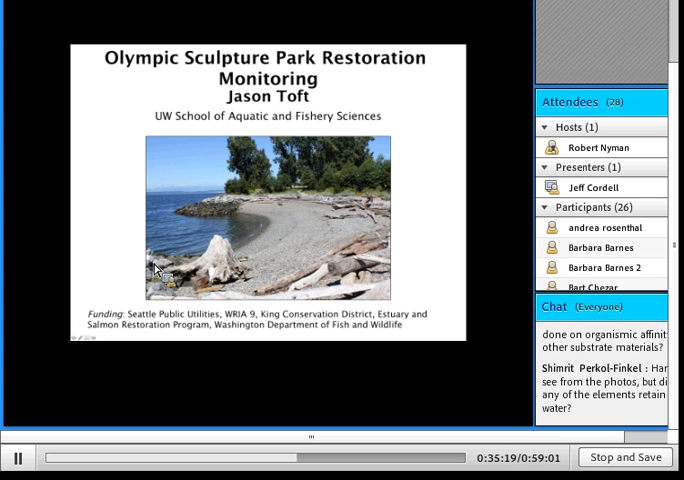 Olympic Sculpture Park Restoration
Monitoring
Jason Toft
UW School of Aquatic and Fishery Sciences
Funding: Seattle Public Utilities, WRIA 9, King Conservation District, Estuary and
Salmon Restoration Program, Washington Department of Fish and Wildlife
Attendees (28)
Hosts (1)
Robert Nyman
Presenters (1)
Jeff Cordell
Participants (26)
andrea rosenthal
Barbara Barnes
Barbara Barnes 2
Bart Chezar
Chat (Everyone)
done on organismic affinit
other substrate materials?
Shimrit Perkol-Finkel : Har
see from the photos, but di
any of the elements retain
water?
0:35:19/0:59:01
Stop and Save